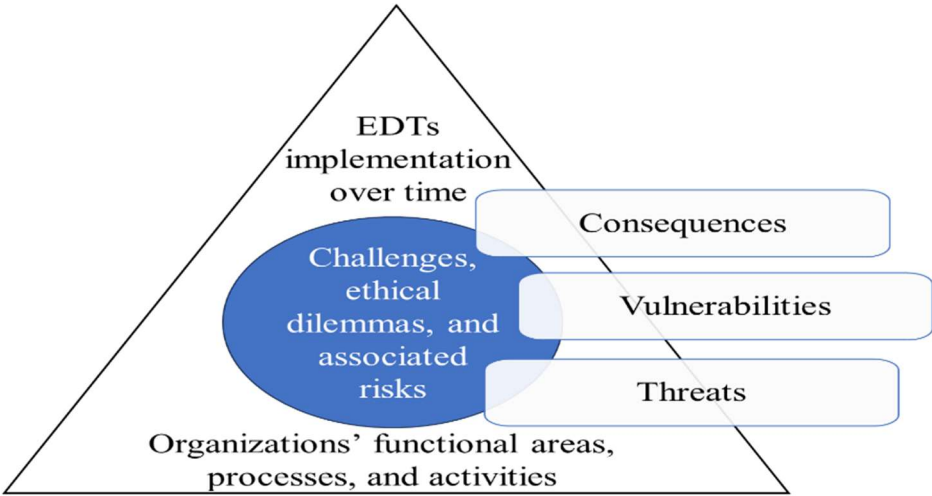 EDTs
implementation
over time
Consequences
Challenges,
ethical
dilemmas, and
associated
risks
Vulnerabilities
Threats
Organizations’ functional areas,
processes, and activities